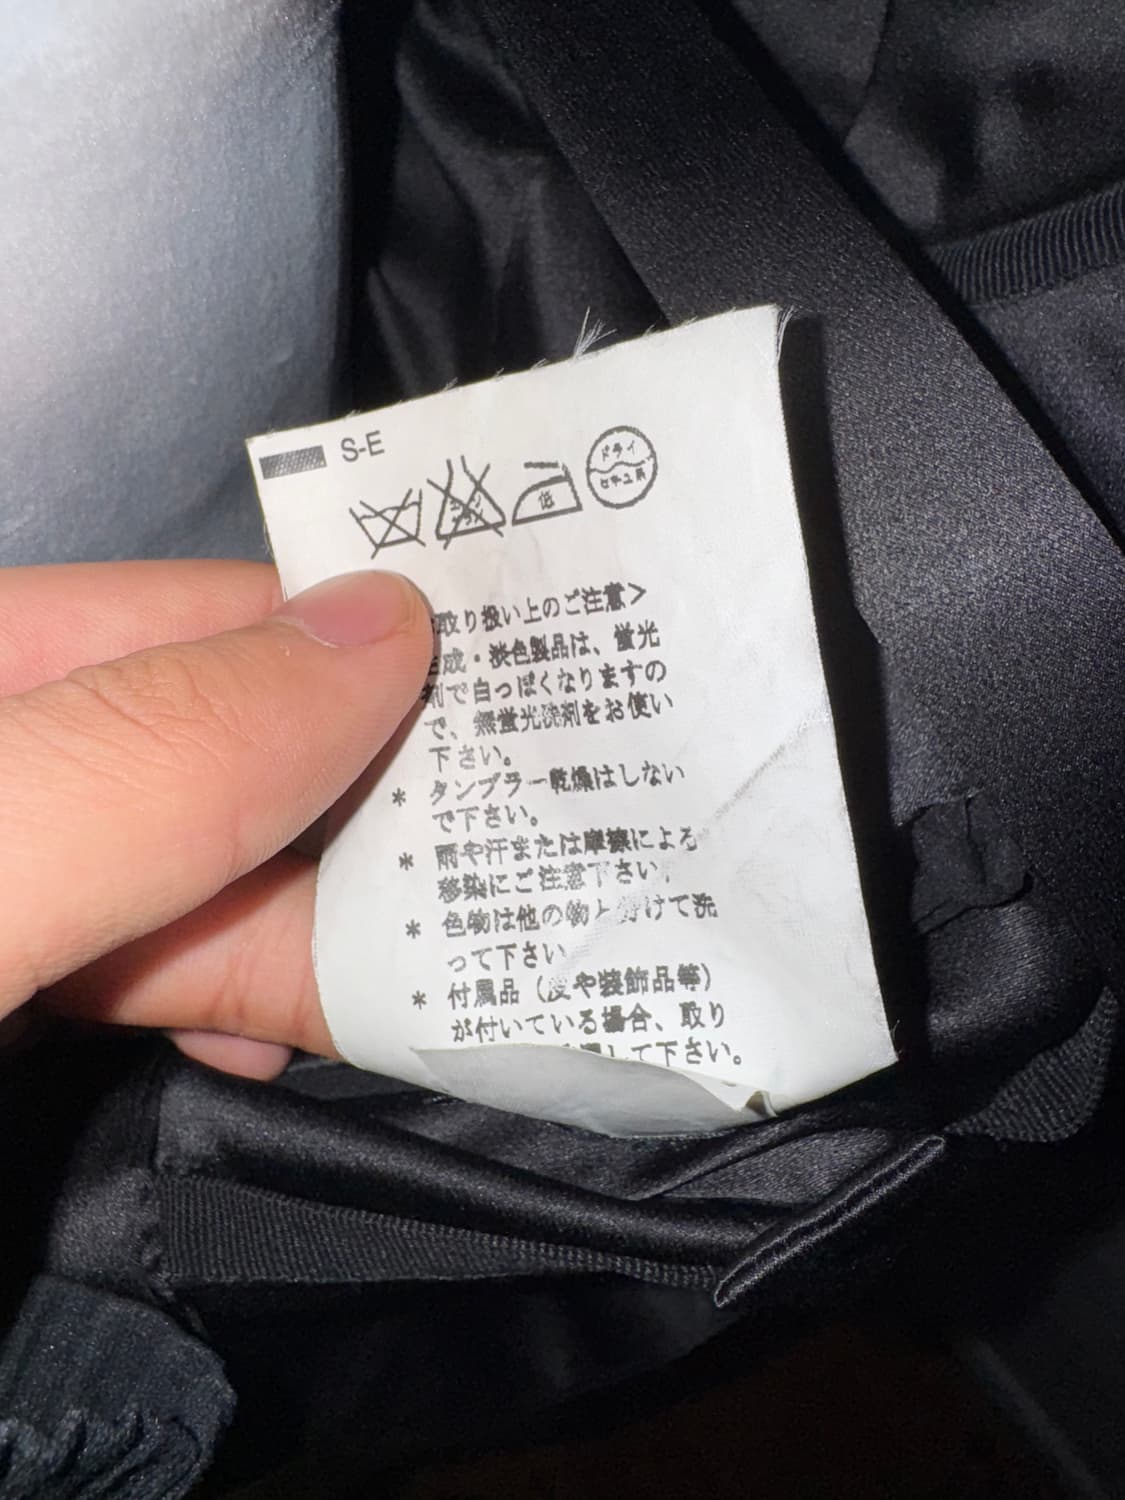 S-E
低
ドライ
セキユ系
取り扱い上のご注意>
成・淡色製品は、蛍光
剤で白っぽくなりますの
で、無蛍光洗剤をお使い
下さい。
* タンブラー乾燥はしない
で下さい。
* 雨や汗または摩擦による
移染にご注意下さい。
* 色物は他の物と分けて洗
って下さい
* 付属品(皮や装飾品等)
が付いている場合、取り
して下さい。